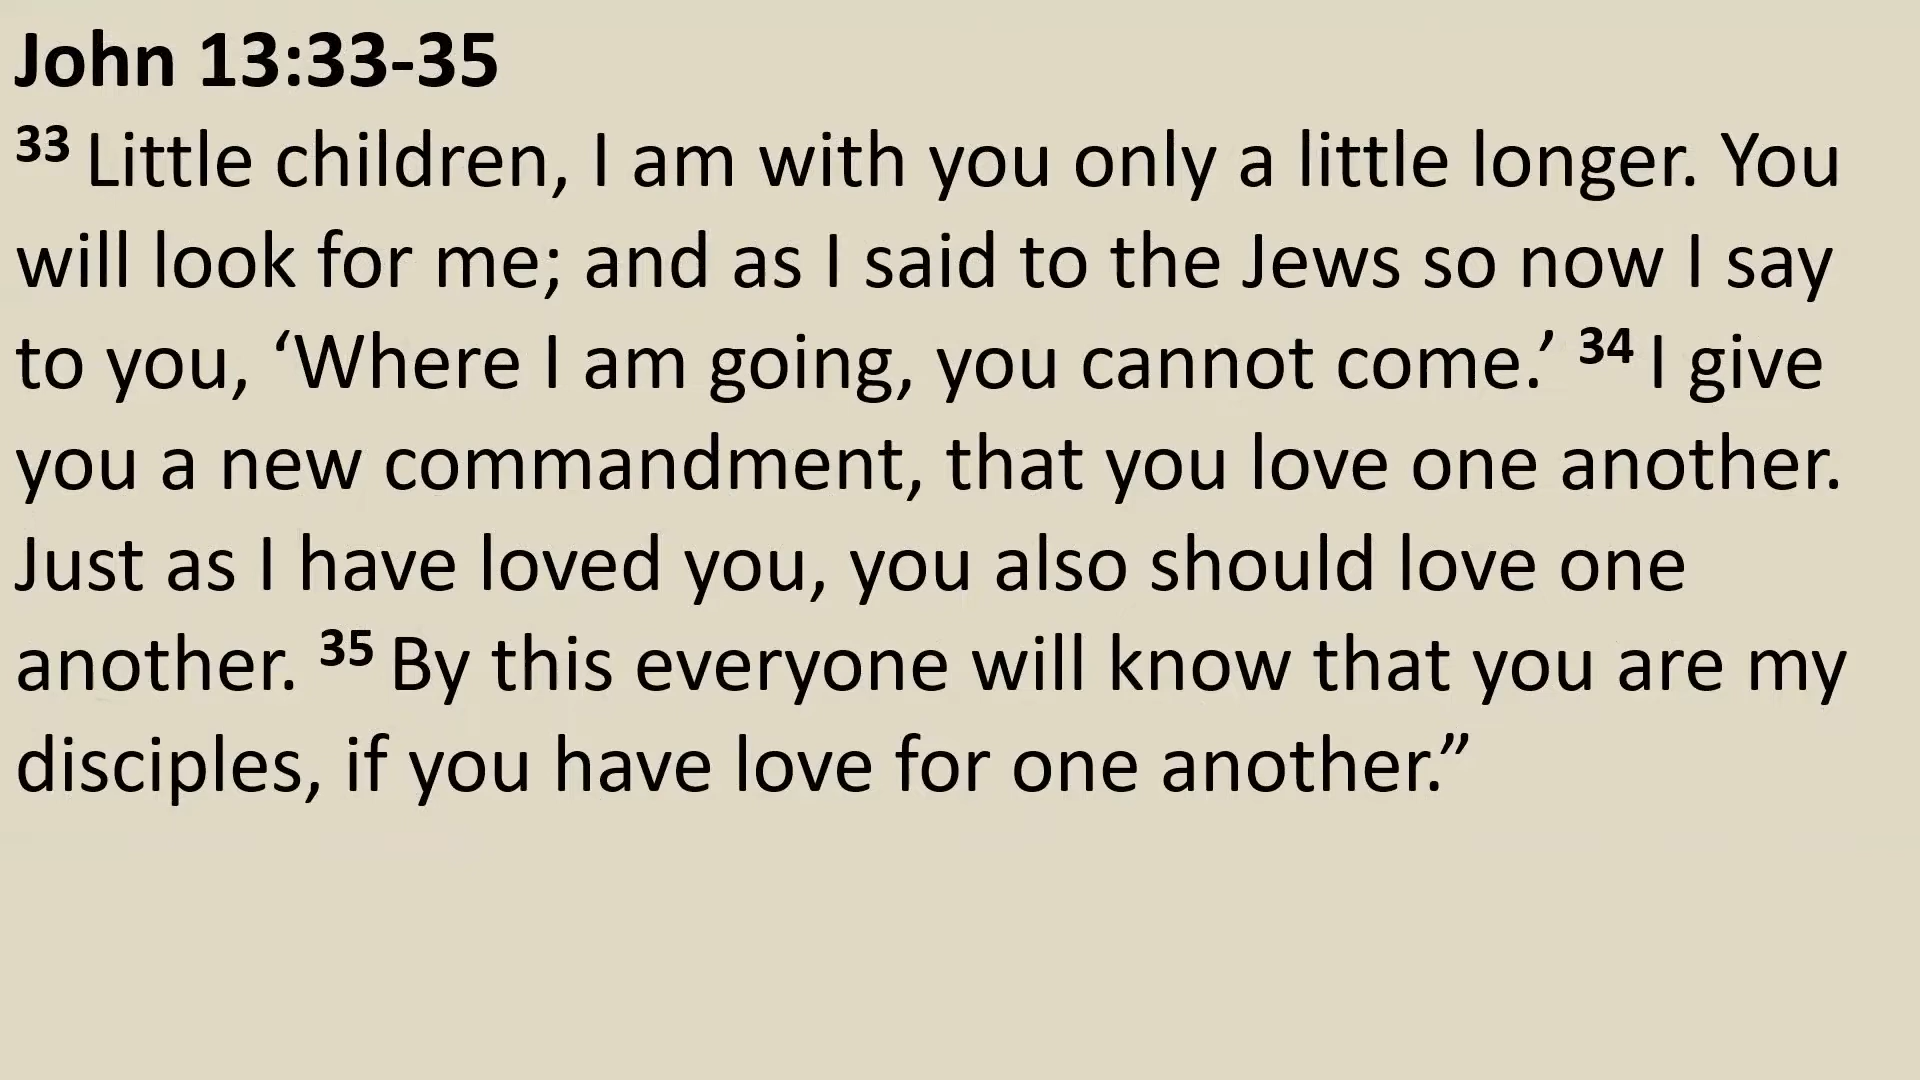 John 13:33-35
33 Little children, I am with you only a little longer. You
will look for me; and as I said to the Jews so now I say
to you, ‘Where I am going, you cannot come.’ 34 I give
you a new commandment, that you love one another.
Just as I have loved you, you also should love one
another. 35 By this everyone will know that you are my
disciples, if you have love for one another.”